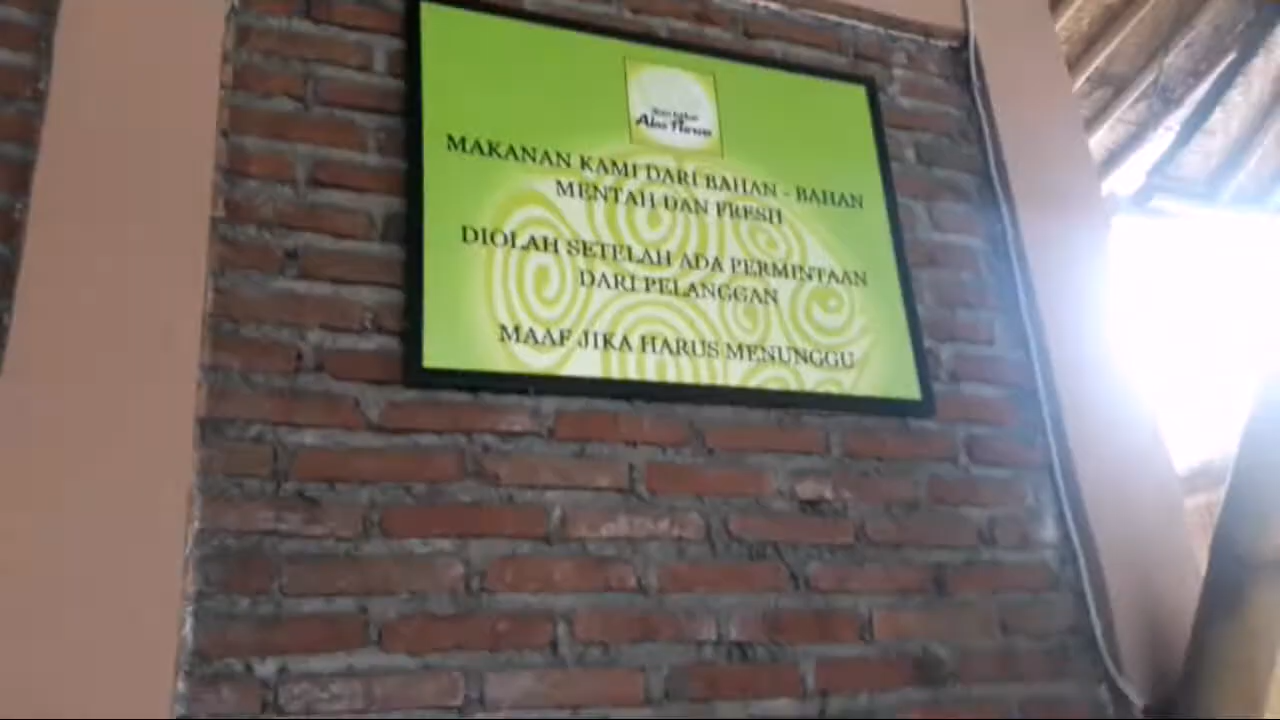 MAKANAN KAMI DARI BAHAN - BAHAN
MENTAH DAN FRESH
DIOLAH SETELAH ADA PERMINTAAN
DARI PELANGGAN
MAAF JIKA HARUS MENUNGGU